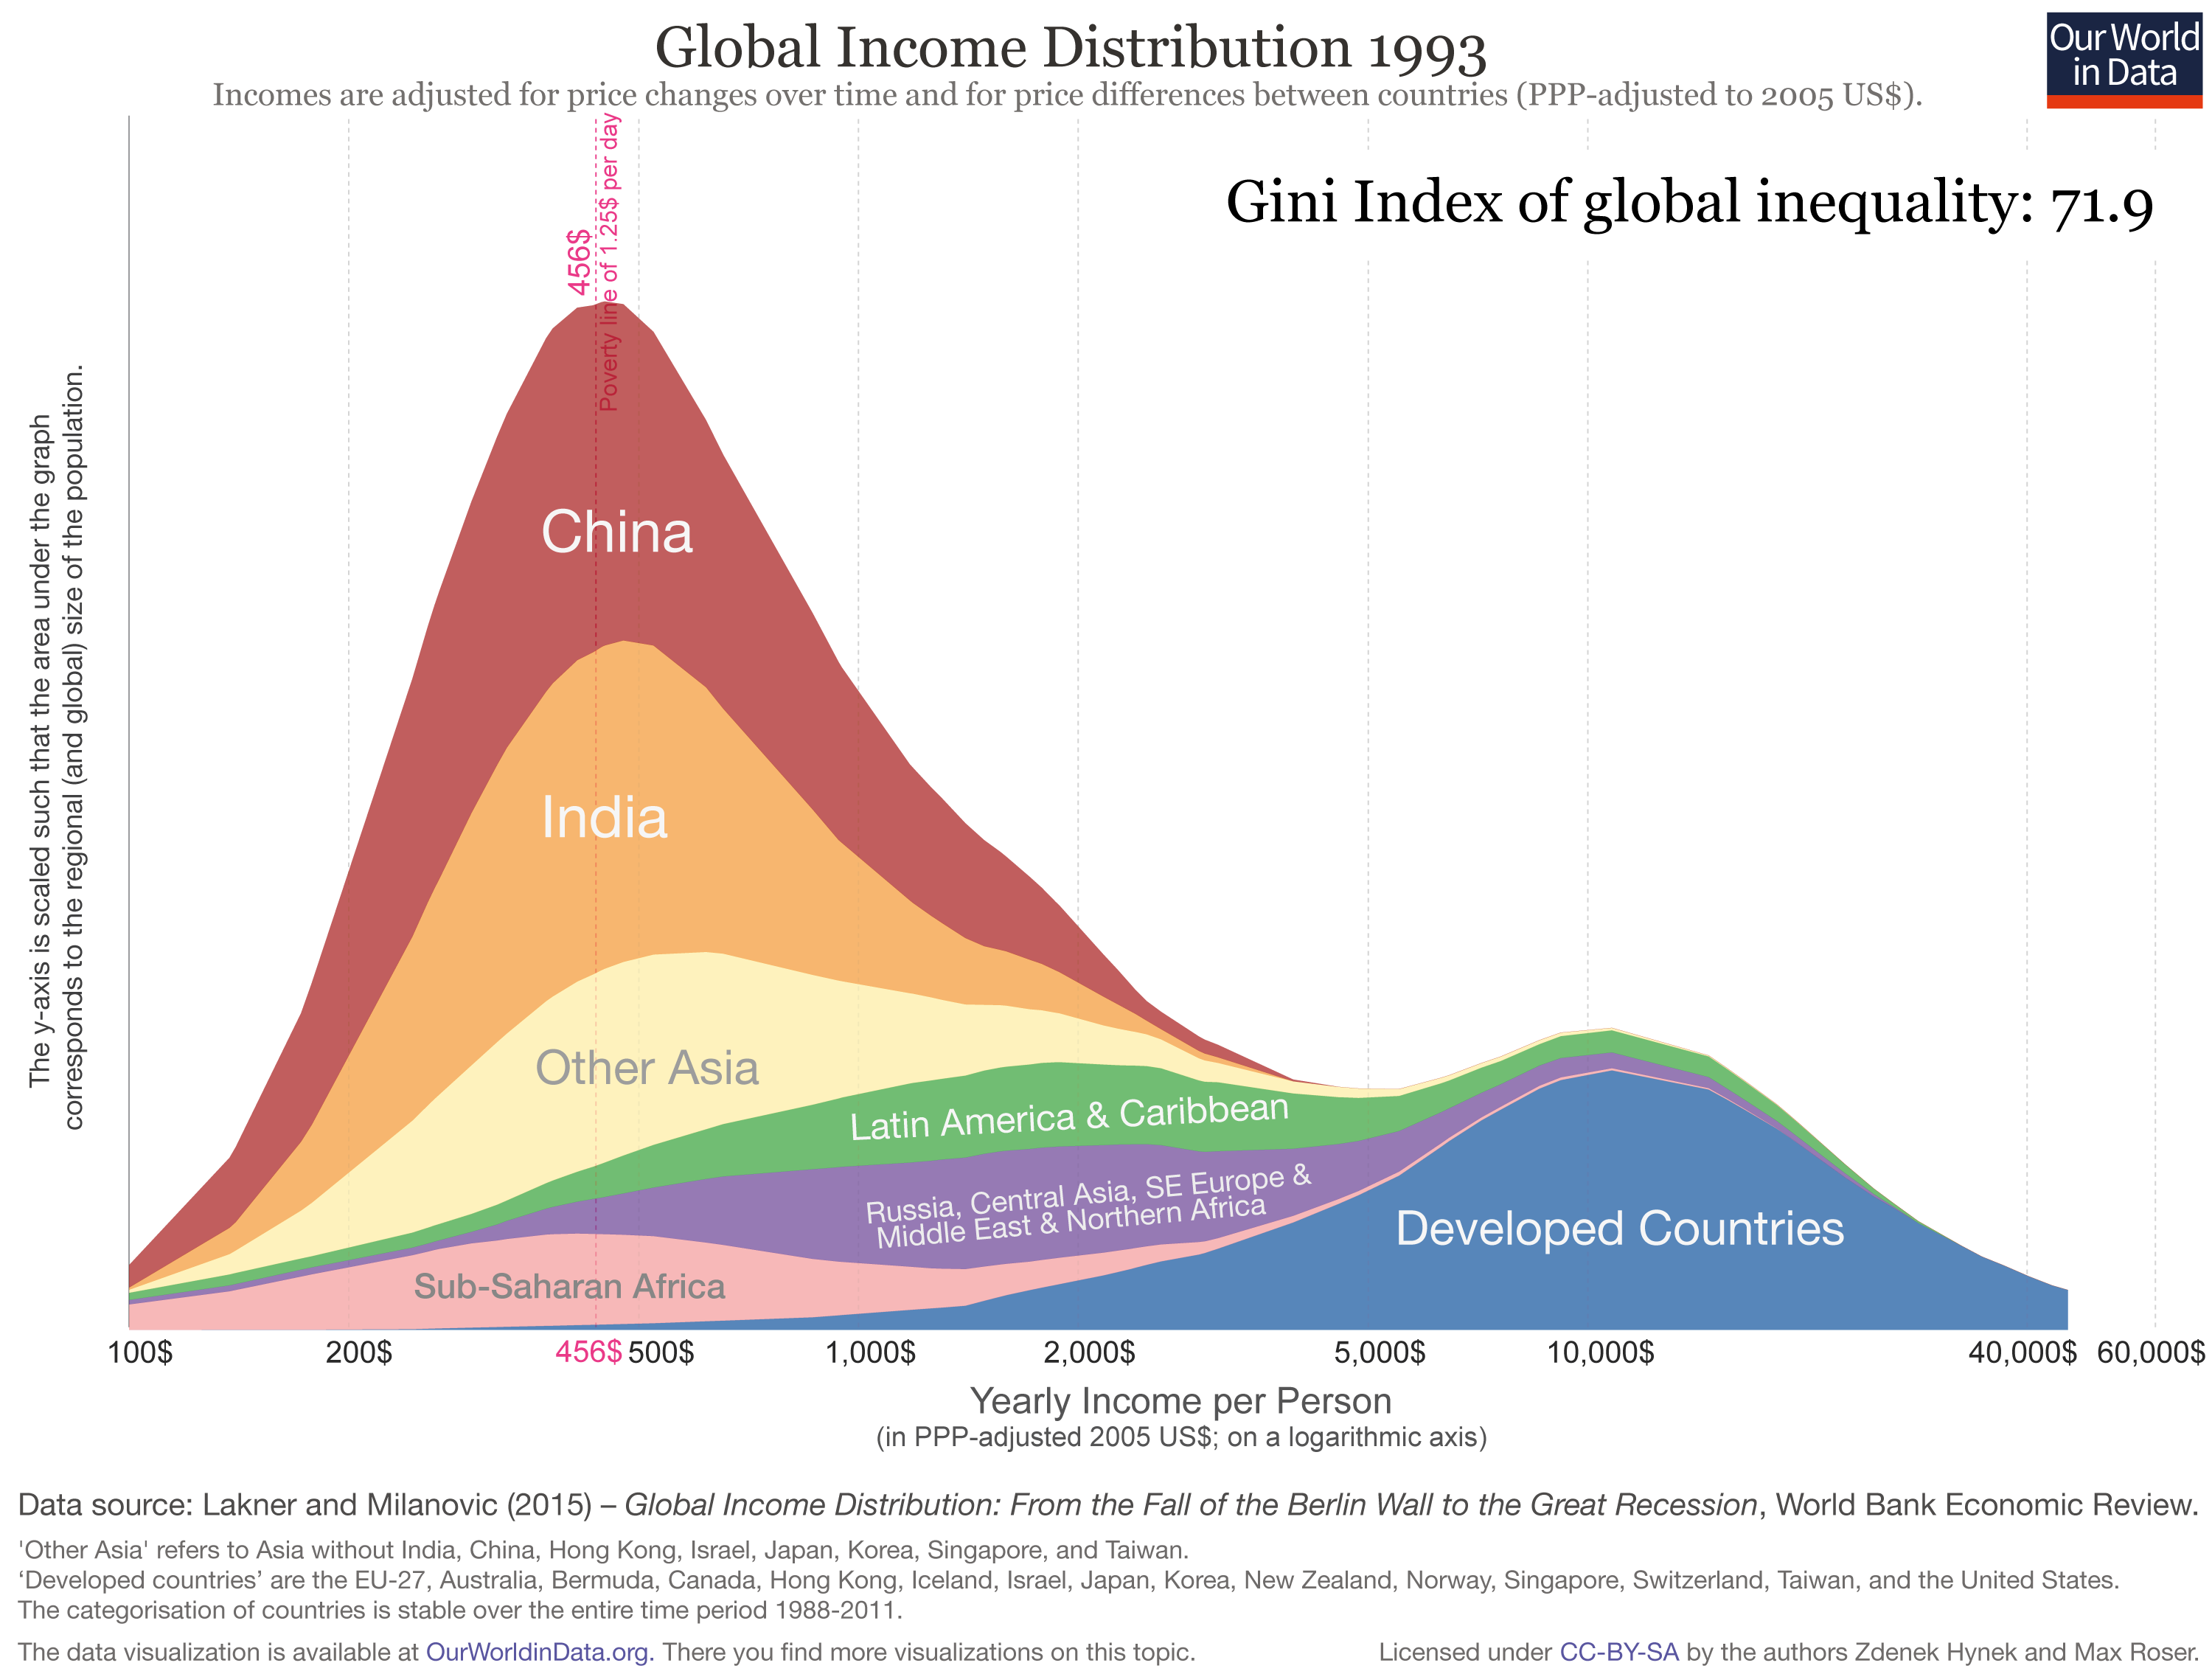 Global Income Distribution 1993
Incomes are adjusted for price changes over time and for price differences between countries (PPP-adjusted to 2005 US$).
Our World
in Data
Gini Index of global inequality: 71.9
The y-axis is scaled such that the area under the graph
corresponds to the regional (and global) size of the population.
456$
Poverty line of 1.25$ per day
China
India
Other Asia
Latin America & Caribbean
Russia, Central Asia, SE Europe &
Middle East & Northern Africa
Sub-Saharan Africa
Developed Countries
100$ 200$ 456$ 500$ 1,000$ 2,000$ 5,000$ 10,000$ 40,000$ 60,000$
Yearly Income per Person
(in PPP-adjusted 2005 US$; on a logarithmic axis)
Data source: Lakner and Milanovic (2015) – Global Income Distribution: From the Fall of the Berlin Wall to the Great Recession, World Bank Economic Review.
'Other Asia' refers to Asia without India, China, Hong Kong, Israel, Japan, Korea, Singapore, and Taiwan.
‘Developed countries’ are the EU-27, Australia, Bermuda, Canada, Hong Kong, Iceland, Israel, Japan, Korea, New Zealand, Norway, Singapore, Switzerland, Taiwan, and the United States.
The categorisation of countries is stable over the entire time period 1988-2011.
The data visualization is available at OurWorldinData.org. There you find more visualizations on this topic.
Licensed under CC-BY-SA by the authors Zdenek Hynek and Max Roser.